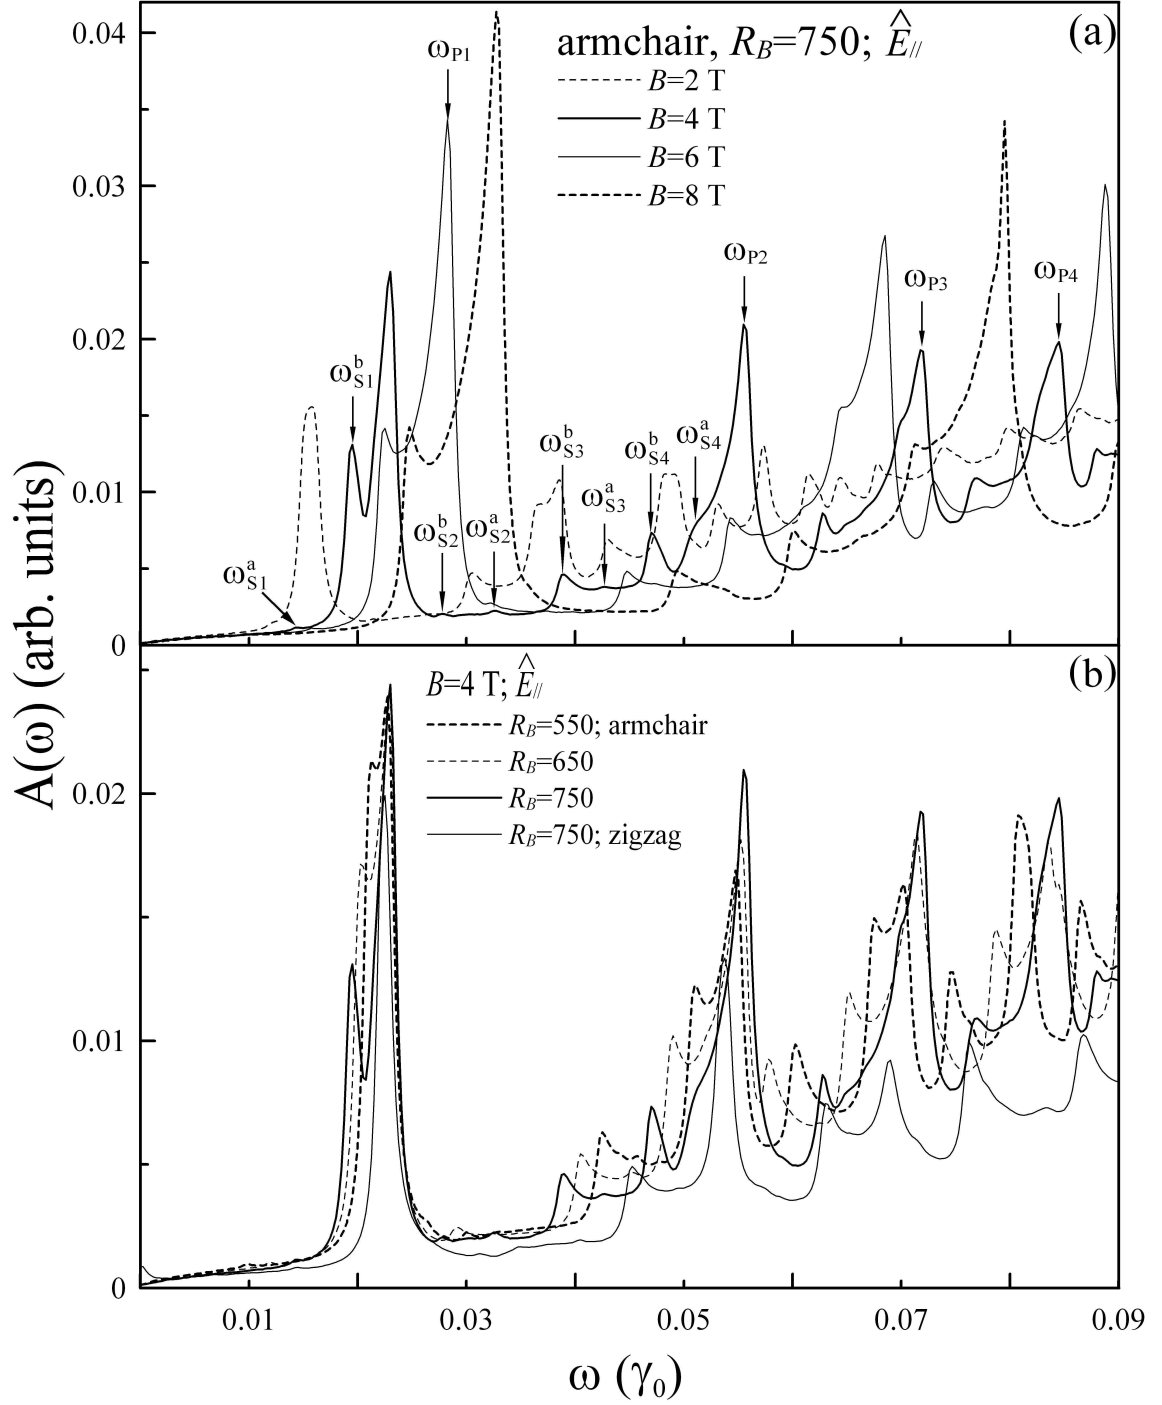 (a)
armchair, R_B=750; Ê_//
B=2 T
B=4 T
B=6 T
B=8 T
0.04
0.03
0.02
0.01
0
ω_P1
ω_P2
ω_P3
ω_P4
ω^b_S1
ω^a_S1
ω^b_S2
ω^a_S2
ω^b_S3
ω^a_S3
ω^b_S4
ω^a_S4
A(ω) (arb. units)
(b)
B=4 T; Ê_//
R_B=550; armchair
R_B=650
R_B=750
R_B=750; zigzag
0.02
0.01
0
0.01 0.03 0.05 0.07 0.09
ω (γ₀)